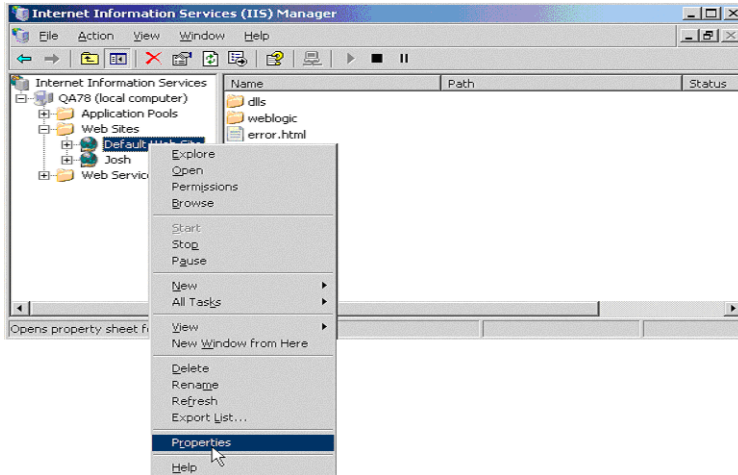 Internet Information Services (IIS) Manager
File Action View Window Help
Internet Information Services
Name Path Status
QA78 (local computer)
dlls
Application Pools
weblogic
Web Sites
error.html
Default Web Site
Josh
Web Servic
Explore
Open
Permissions
Browse
Start
Stop
Pause
New
All Tasks
Opens property sheet f
View
New Window from Here
Delete
Rename
Refresh
Export List...
Properties
Help